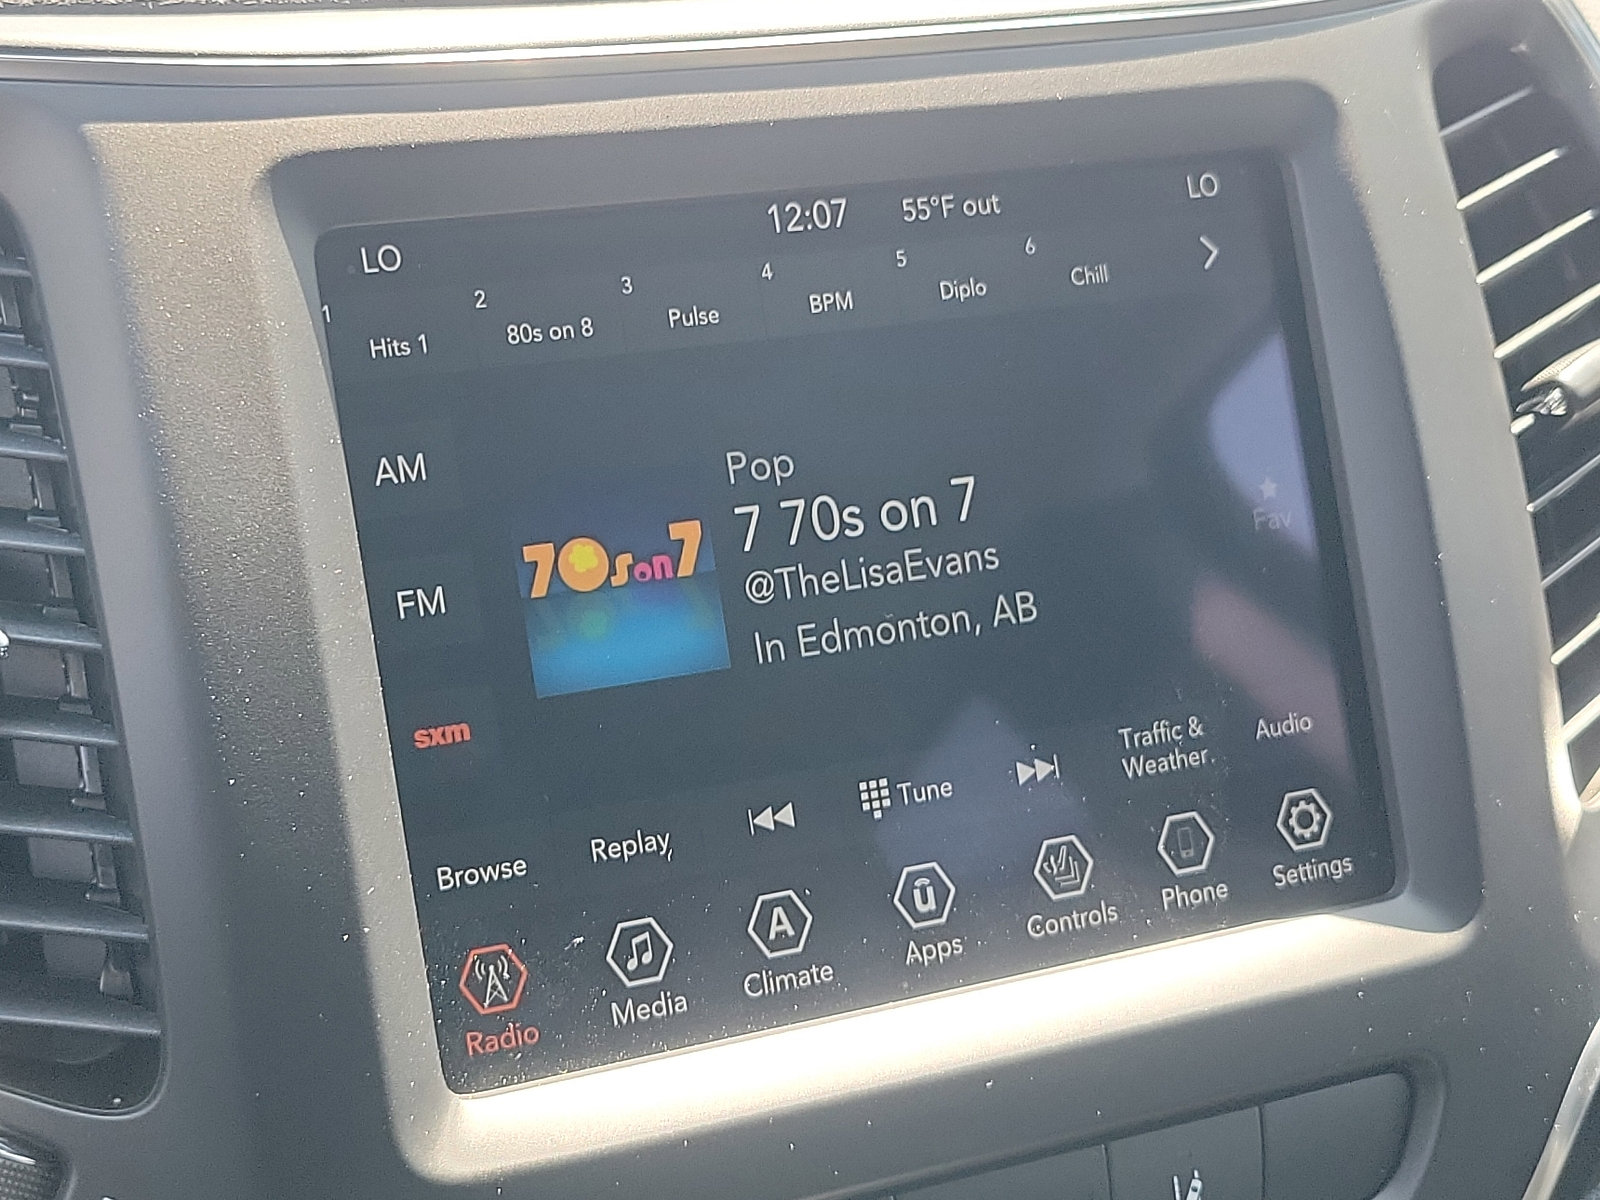 LO
12:07
55°F out
LO
1
Hits 1
2
80s on 8
3
Pulse
4
BPM
5
Diplo
6
Chill
AM
FM
sxm
70s on 7
Pop
7 70s on 7
@TheLisaEvans
In Edmonton, AB
Fav
Browse
Replay
Tune
Traffic &
Weather
Audio
Radio
Media
A
Climate
ū
Apps
Controls
Phone
Settings